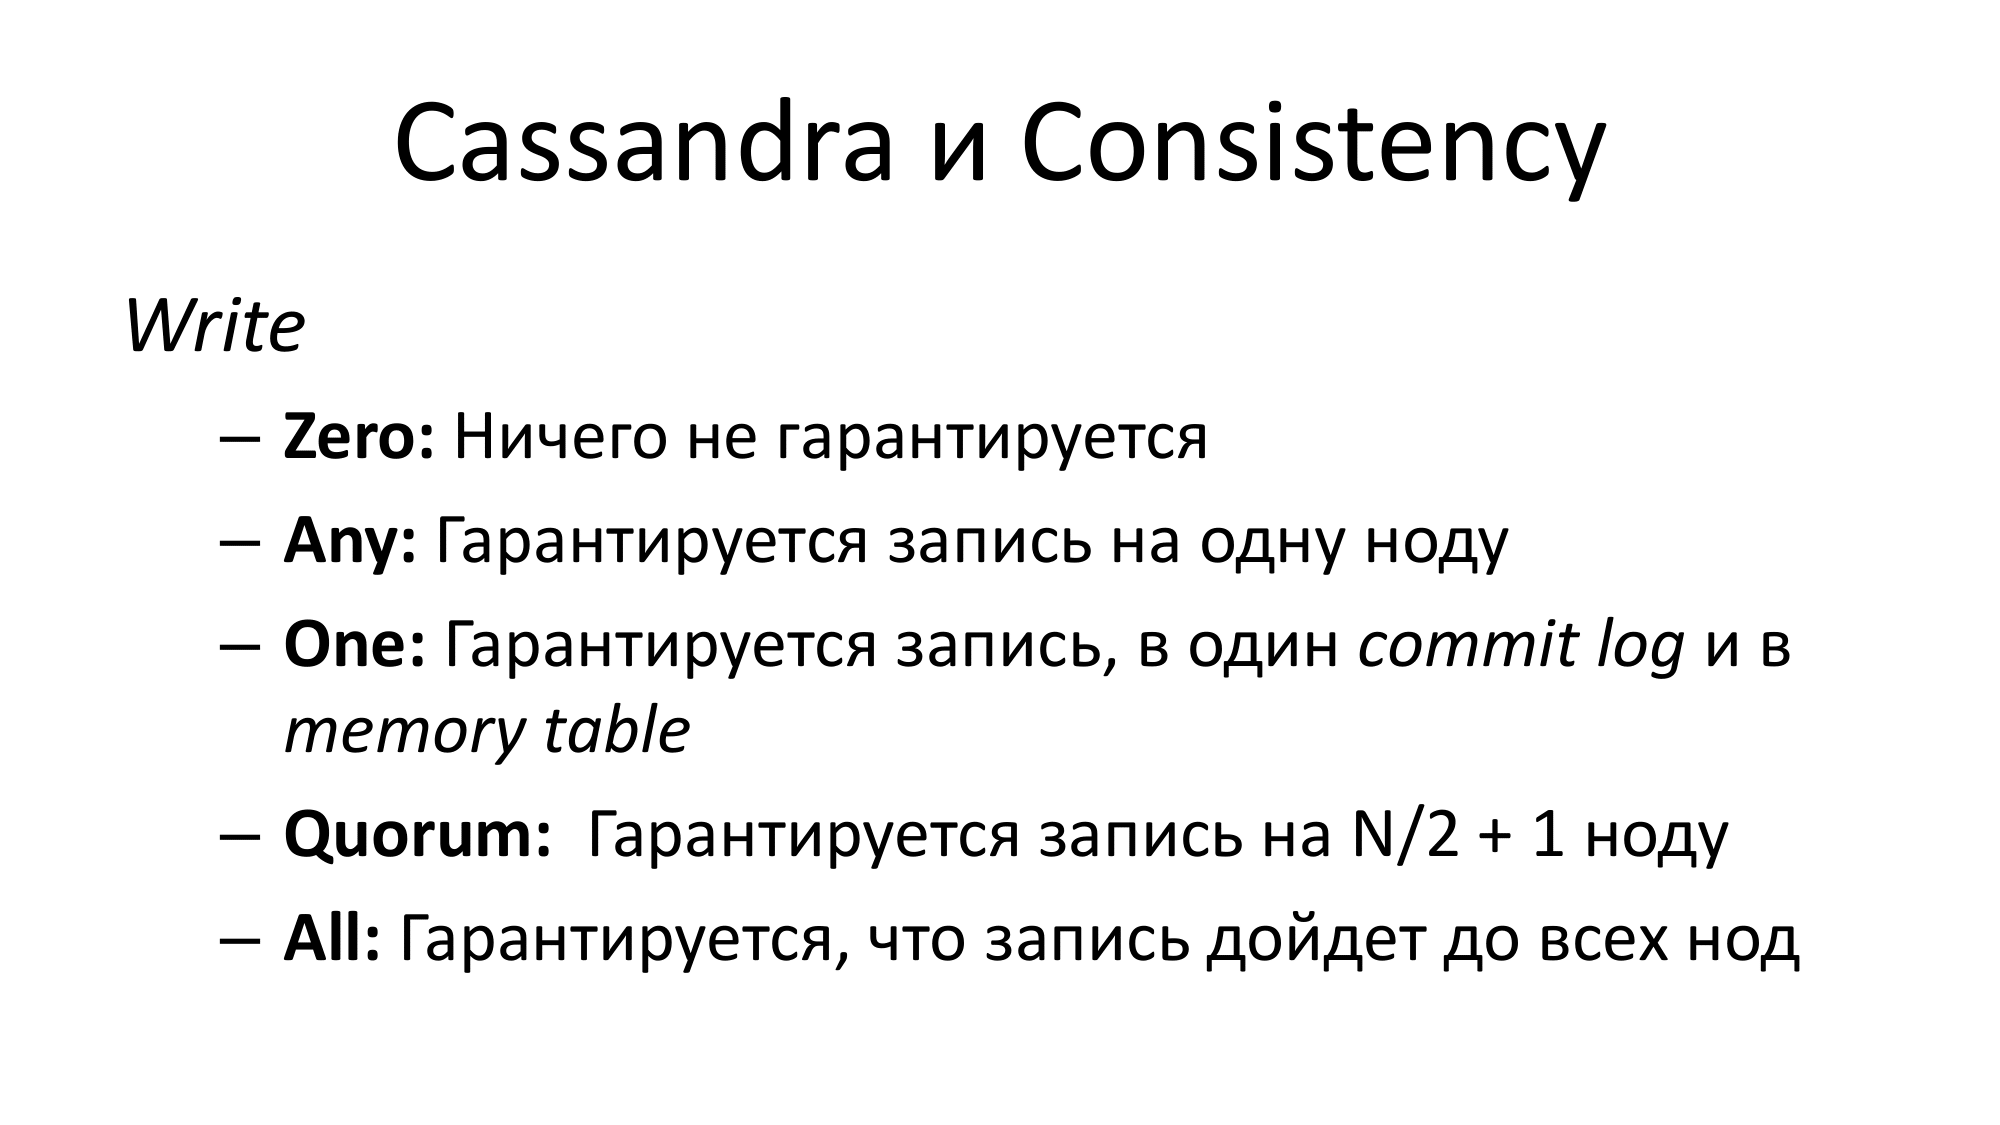 Cassandra и Consistency
Write
– Zero: Ничего не гарантируется
– Any: Гарантируется запись на одну ноду
– One: Гарантируется запись, в один commit log и в
memory table
– Quorum:  Гарантируется запись на N/2 + 1 ноду
– All: Гарантируется, что запись дойдет до всех нод